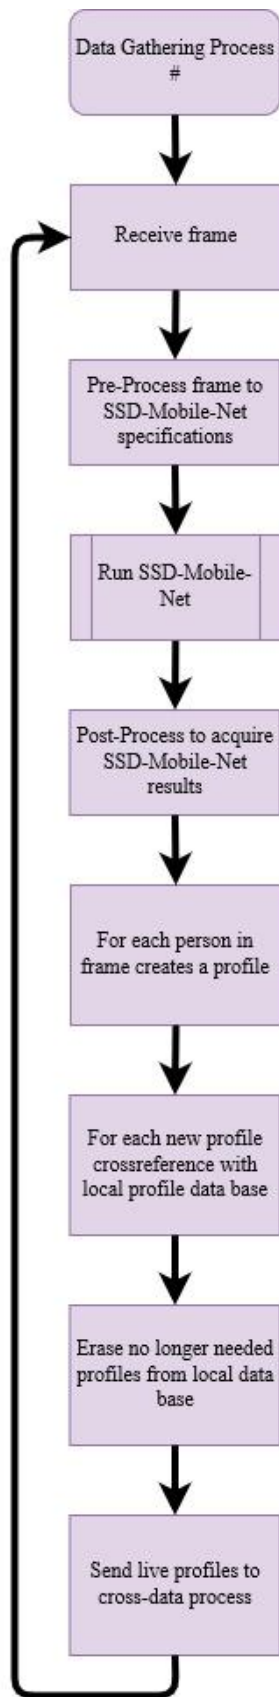 Data Gathering Process
#
Receive frame
Pre-Process frame to
SSD-Mobile-Net
specifications
Run SSD-Mobile-
Net
Post-Process to acquire
SSD-Mobile-Net
results
For each person in
frame creates a profile
For each new profile
crossreference with
local profile data base
Erase no longer needed
profiles from local data
base
Send live profiles to
cross-data process